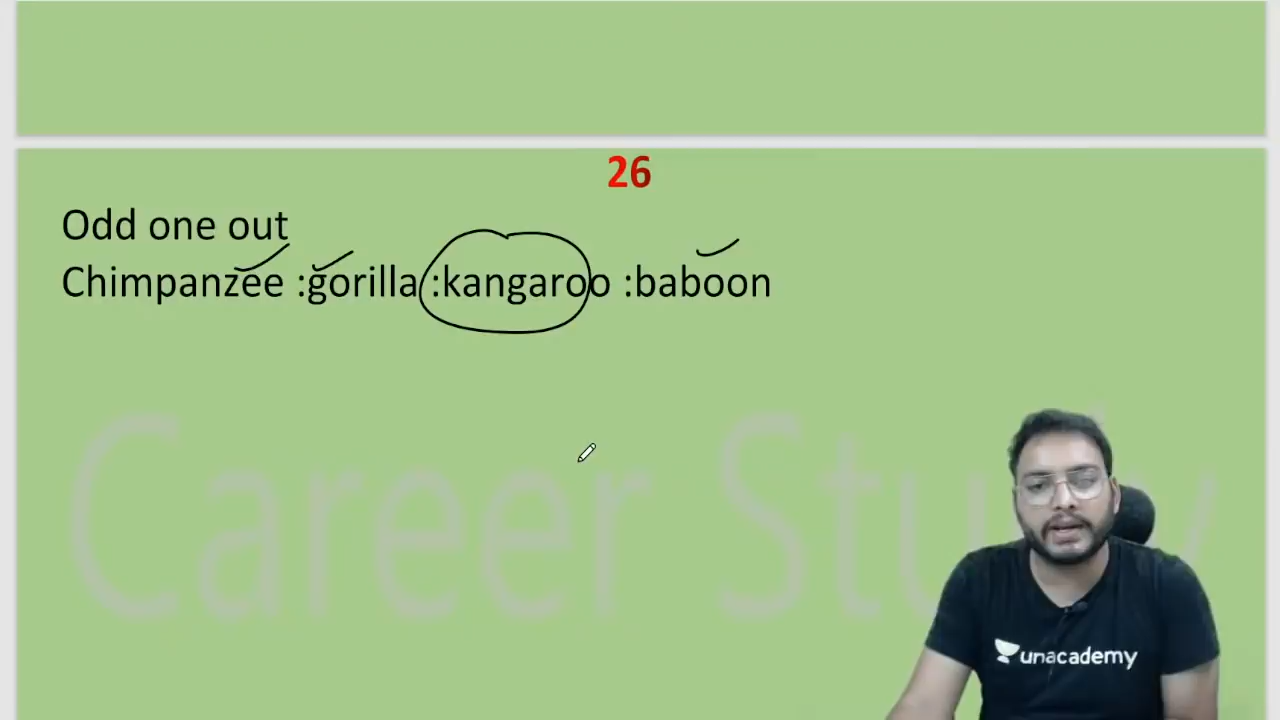 26
Odd one out
Chimpanzee :gorilla :kangaroo :baboon
Career Study
unacademy